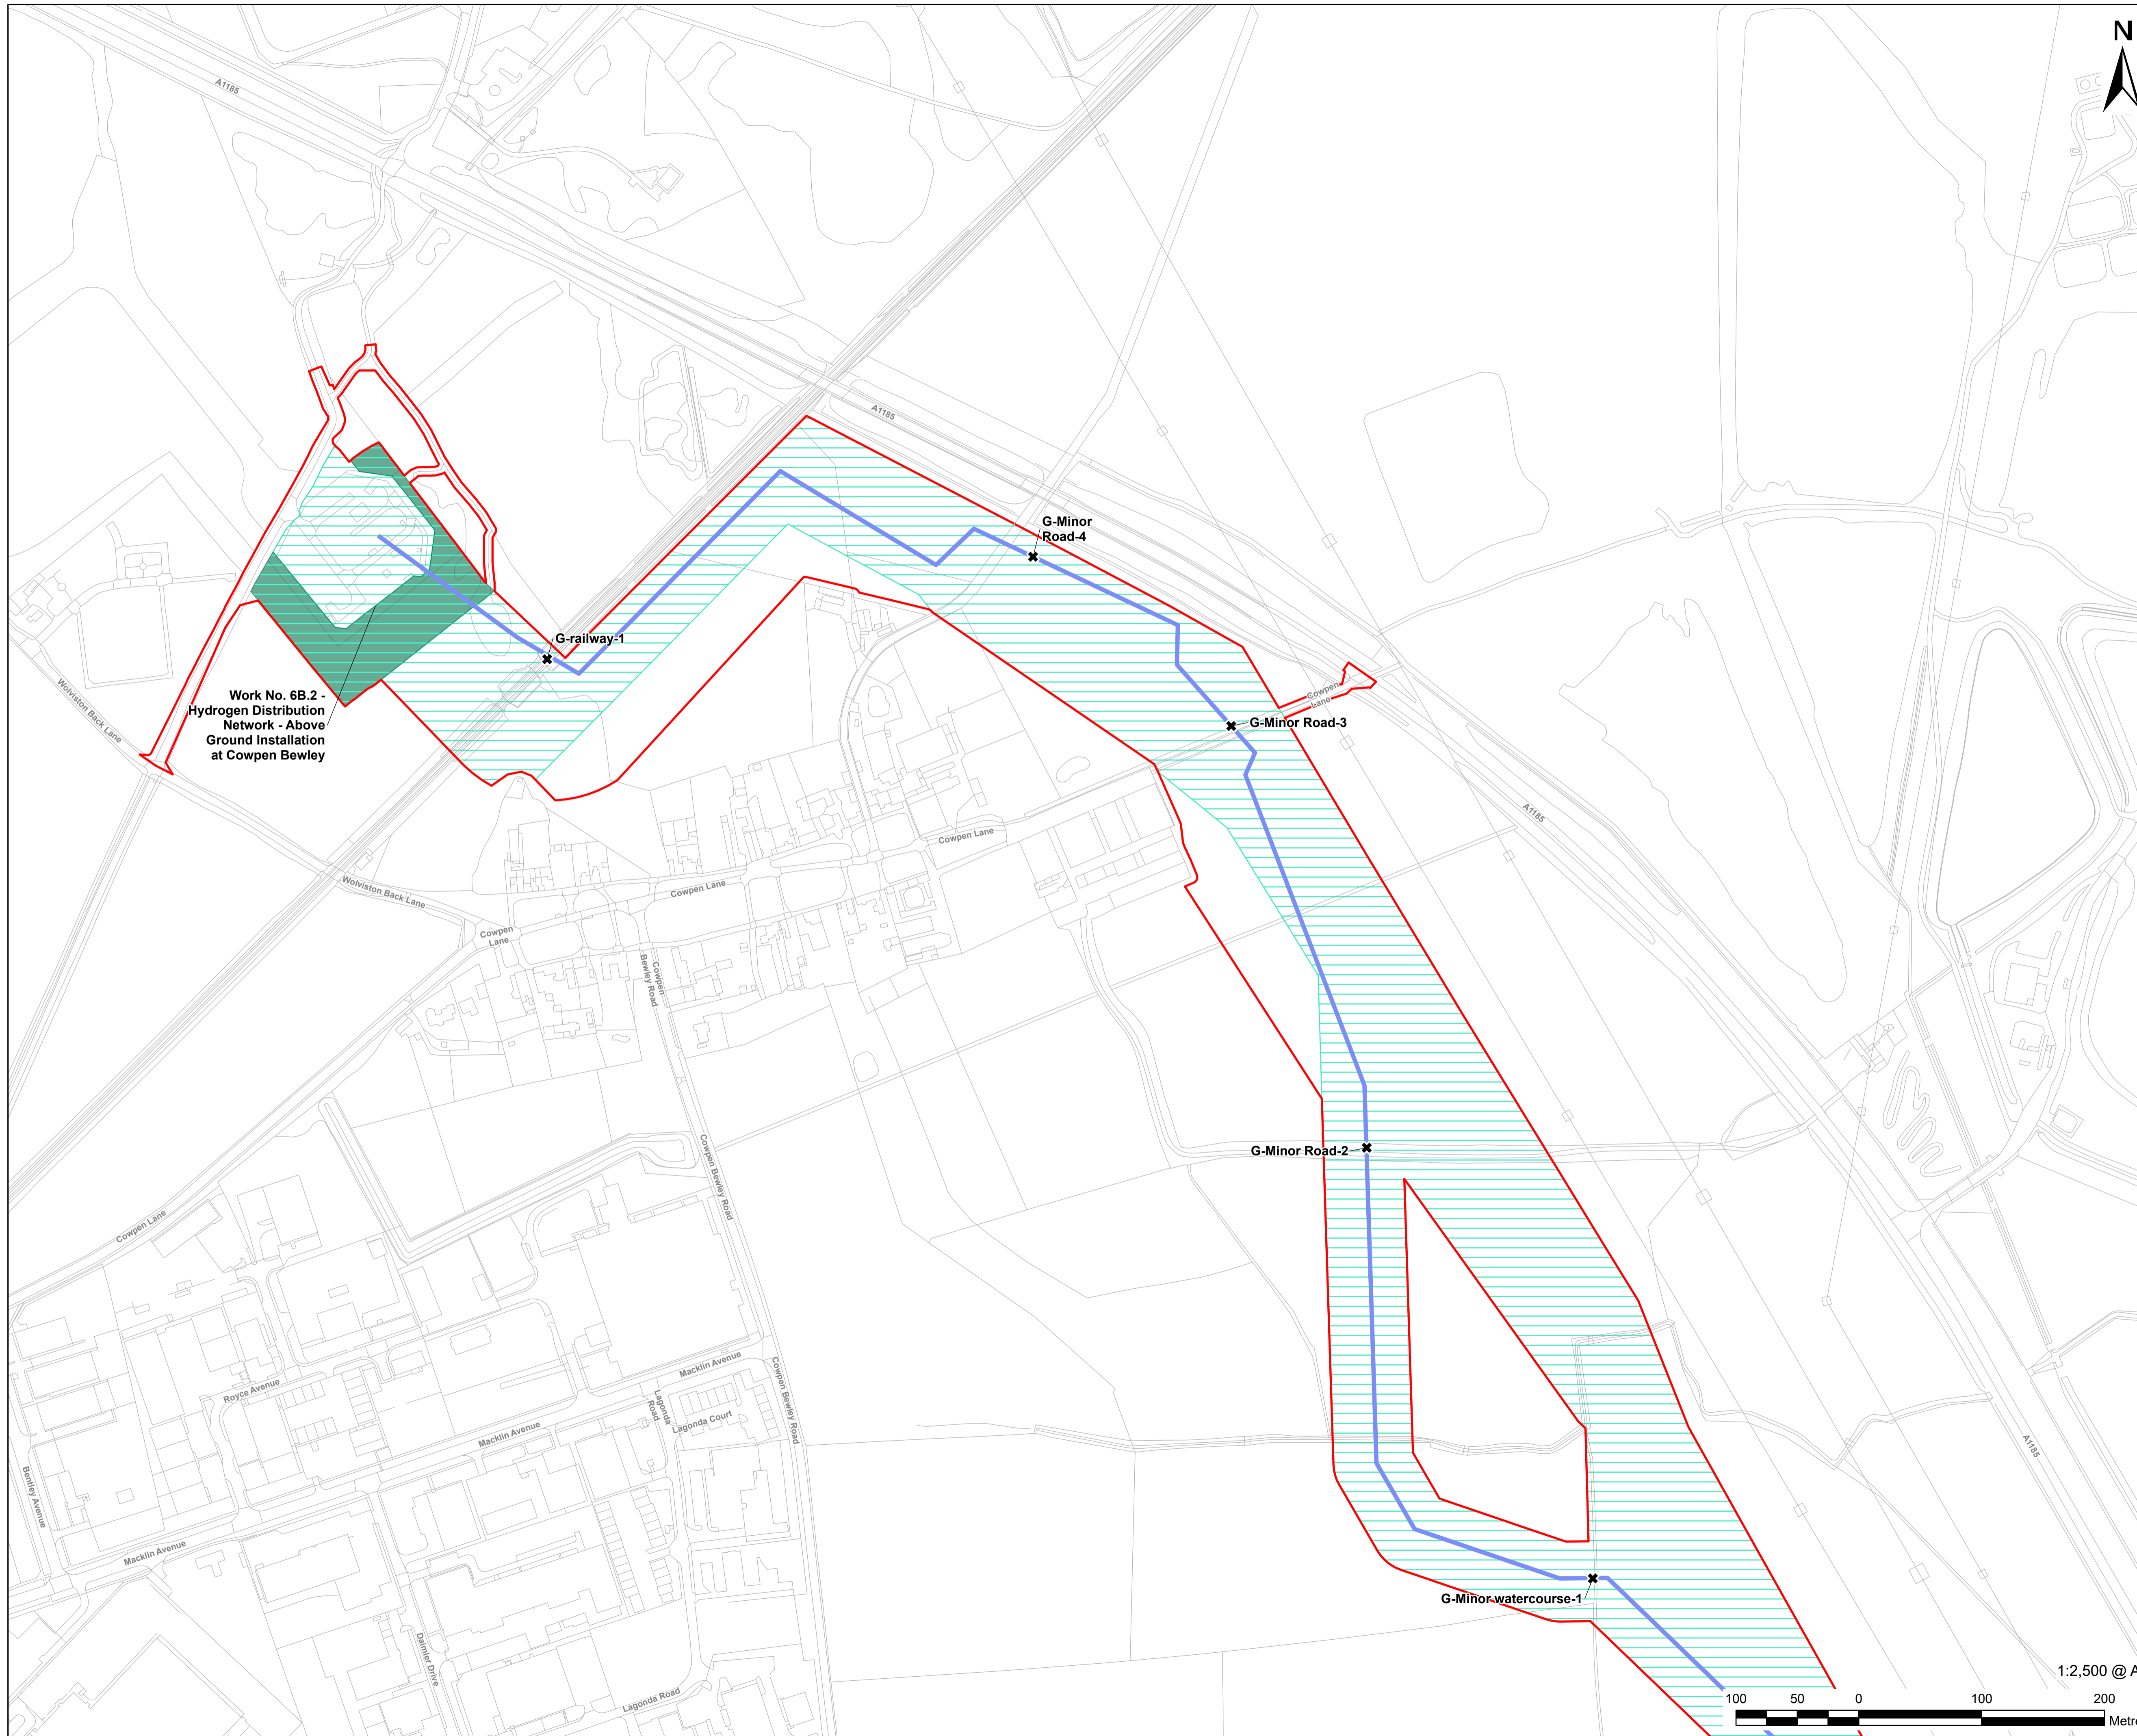 N
A1185
A1185
G-Minor
Road-4
G-railway-1
Work No. 6B.2 -
Hydrogen Distribution
Network - Above
Ground Installation
at Cowpen Bewley
Wolviston Back Lane
Cowpen
Lane
G-Minor Road-3
A1185
Cowpen Lane
Wolviston Back Lane
Cowpen Lane
Cowpen
Lane
Cowpen
Bewley Road
G-Minor Road-2
Cowpen Bewley Road
Cowpen Lane
Macklin Avenue
Cowpen Bewley Road
Royce Avenue
Lagonda
Road
Lagonda Court
Macklin Avenue
A1185
Bentley Avenue
Macklin Avenue
G-Minor watercourse-1
Daimler Drive
Lagonda Road
1:2,500 @ A
100 50 0 100 200
Metre